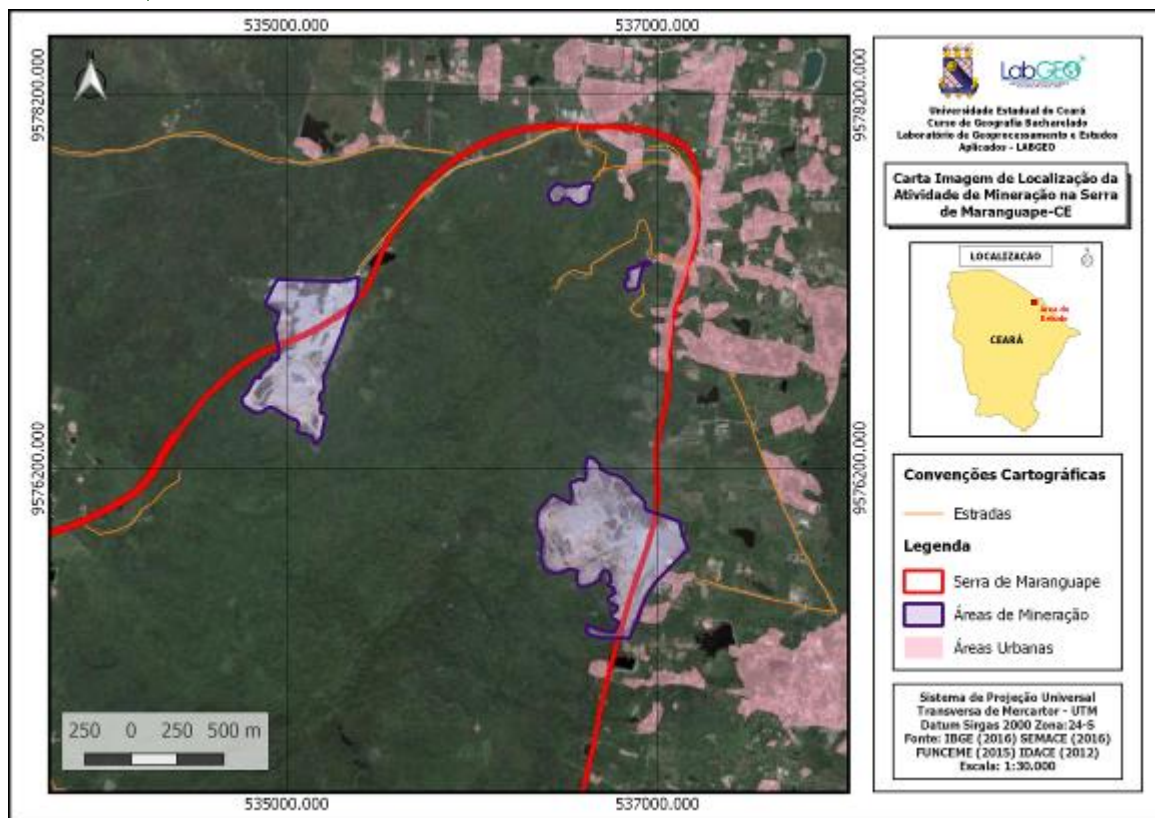 535000.000
537000.000
9578200.000
9578200.000
9576200.000
9576200.000
N
250 0 250 500 m
535000.000
537000.000
LabGEO
Universidade Estadual do Ceará
Curso de Geografia Bacharelado
Laboratório de Geoprocessamento e Estudos
Aplicados - LABGEO
Carta Imagem de Localização da
Atividade de Mineração na Serra
de Maranguape-CE
LOCALIZAÇÃO
Área de
Estudo
CEARÁ
Convenções Cartográficas
Estradas
Legenda
Serra de Maranguape
Áreas de Mineração
Áreas Urbanas
Sistema de Projeção Universal
Transversa de Mercartor - UTM
Datum Sirgas 2000 Zona: 24-S
Fonte: IBGE (2016) SEMACE (2016)
FUNCEME (2015) IDACE (2012)
Escala: 1:30.000